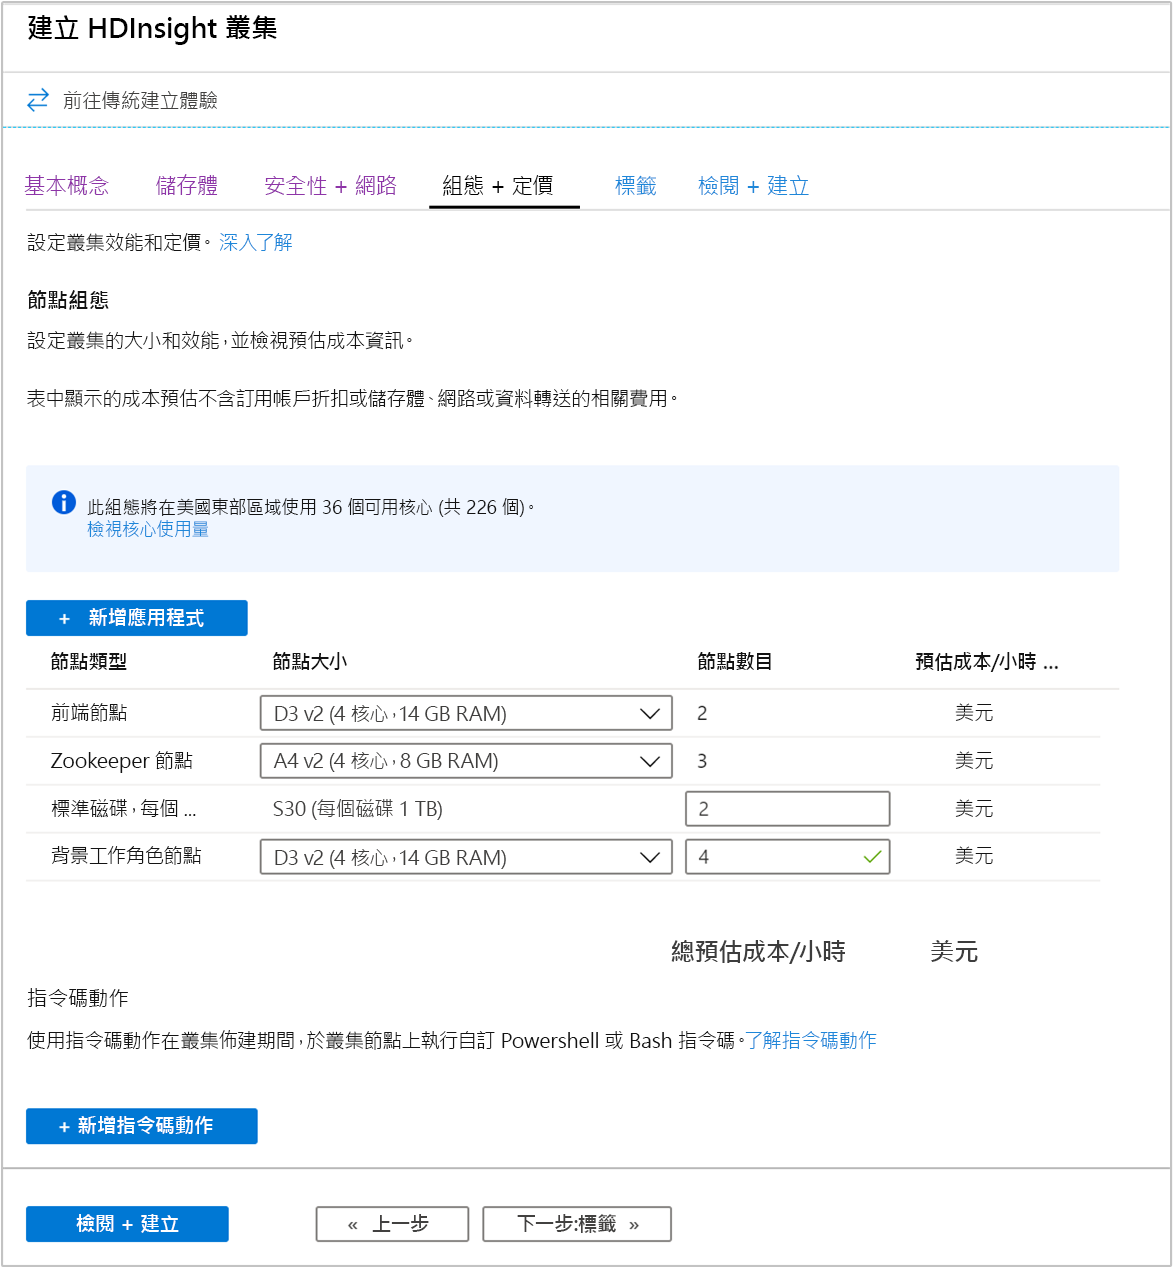 建立 HDInsight 叢集
前往傳統建立體驗
基本概念 儲存體 安全性 + 網路 組態 + 定價 標籤 檢閱 + 建立
設定叢集效能和定價。深入了解
節點組態
設定叢集的大小和效能,並檢視預估成本資訊。
表中顯示的成本預估不含訂用帳戶折扣或儲存體、網路或資料轉送的相關費用。
此組態將在美國東部區域使用 36 個可用核心 (共 226 個)。
檢視核心使用量
+ 新增應用程式
節點類型 節點大小 節點數目 預估成本/小時 ...
前端節點 D3 v2 (4 核心,14 GB RAM) 2 美元
Zookeeper 節點 A4 v2 (4 核心,8 GB RAM) 3 美元
標準磁碟,每個 ... S30 (每個磁碟 1 TB) 2 美元
背景工作角色節點 D3 v2 (4 核心,14 GB RAM) 4 美元
總預估成本/小時 美元
指令碼動作
使用指令碼動作在叢集佈建期間,於叢集節點上執行自訂 Powershell 或 Bash 指令碼。了解指令碼動作
+ 新增指令碼動作
檢閱 + 建立 « 上一步 下一步:標籤 »